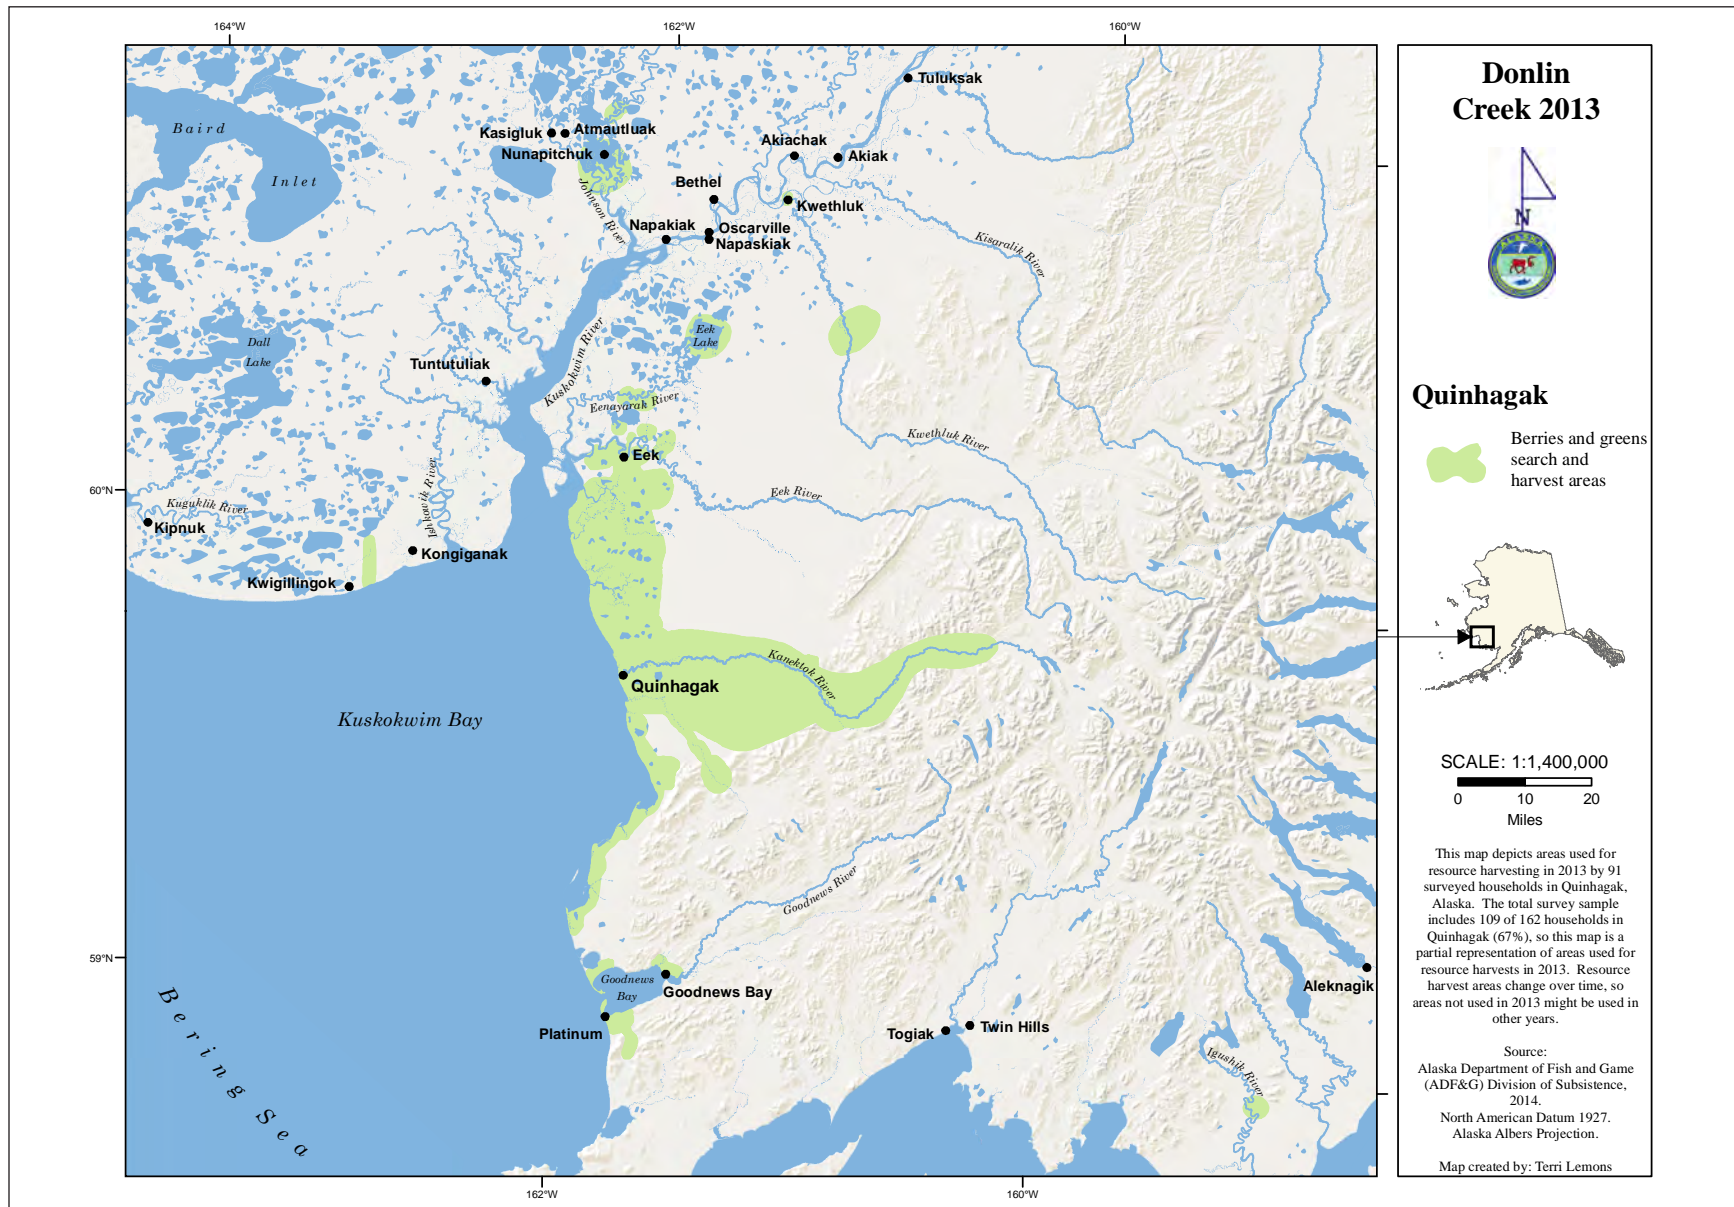 164°W
162°W
160°W
Tuluksak
Baird
Inlet
Kasigluk
Atmautluak
Nunapitchuk
Akiachak
Akiak
Bethel
Kwethluk
Johnson River
Napakiak
Oscarville
Napaskiak
Kisaralik River
Dall
Lake
Eek
Lake
Tuntutuliak
Kuskokwim River
Eenayarak River
Kwethluk River
Eek
60°N
Eek River
Kuguklik River
Kipnuk
Ishkowik River
Kongiganak
Kwigillingok
Kanektok River
Quinhagak
Kuskokwim Bay
Goodnews River
59°N
Goodnews
Bay
Goodnews Bay
Platinum
Togiak
Twin Hills
Aleknagik
Igushik River
Bering Sea
162°W
160°W
Donlin
Creek 2013
N
ALASKA
Quinhagak
Berries and greens
search and
harvest areas
SCALE: 1:1,400,000
0 10 20
Miles
This map depicts areas used for
resource harvesting in 2013 by 91
surveyed households in Quinhagak,
Alaska. The total survey sample
includes 109 of 162 households in
Quinhagak (67%), so this map is a
partial representation of areas used for
resource harvests in 2013. Resource
harvest areas change over time, so
areas not used in 2013 might be used in
other years.
Source:
Alaska Department of Fish and Game
(ADF&G) Division of Subsistence,
2014.
North American Datum 1927.
Alaska Albers Projection.
Map created by: Terri Lemons